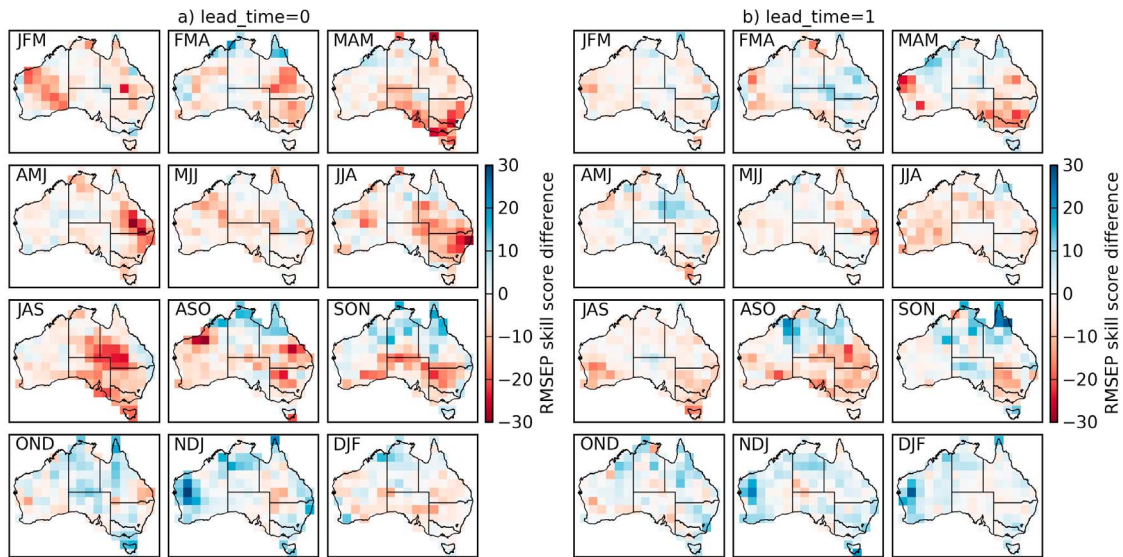 a) lead_time=0
b) lead_time=1
JFM
FMA
MAM
JFM
FMA
MAM
AMJ
MJJ
JJA
AMJ
MJJ
JJA
JAS
ASO
SON
JAS
ASO
SON
OND
NDJ
DJF
OND
NDJ
DJF
30
20
10
0
−10
−20
−30
RMSEP skill score difference
30
20
10
0
−10
−20
−30
RMSEP skill score difference